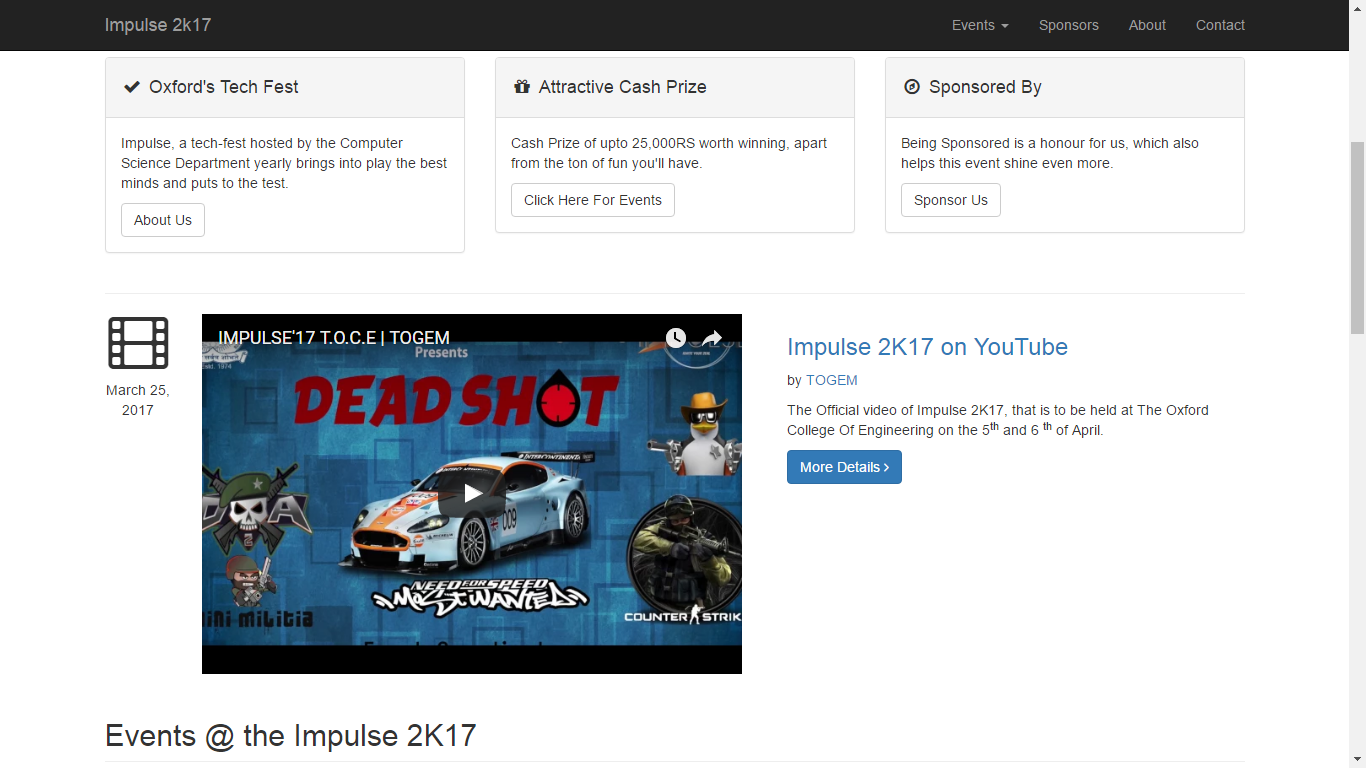 Impulse 2k17
Events
Sponsors
About
Contact
Oxford's Tech Fest
Impulse, a tech-fest hosted by the Computer
Science Department yearly brings into play the best
minds and puts to the test.
About Us
Attractive Cash Prize
Cash Prize of upto 25,000RS worth winning, apart
from the ton of fun you'll have.
Click Here For Events
Sponsored By
Being Sponsored is a honour for us, which also
helps this event shine even more.
Sponsor Us
March 25,
2017
IMPULSE'17 T.O.C.E | TOGEM
Presents
DEAD SHOT
009
NEED FOR SPEED
MOST WANTED
COUNTER STRIK
MINI MILITIA
Impulse 2K17 on YouTube
by TOGEM
The Official video of Impulse 2K17, that is to be held at The Oxford
College Of Engineering on the 5th and 6 th of April.
More Details ›
Events @ the Impulse 2K17